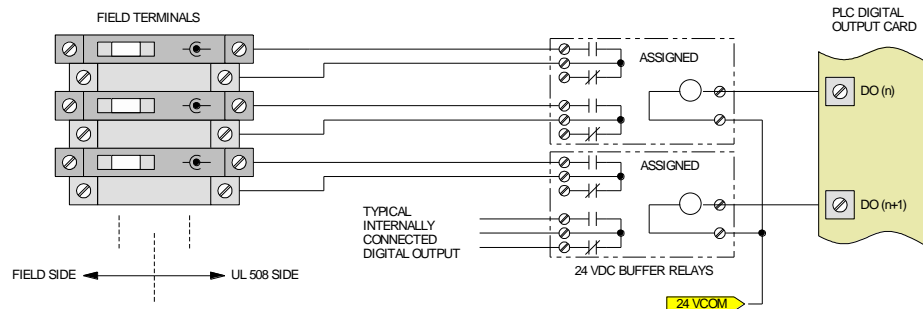 FIELD TERMINALS
PLC DIGITAL
OUTPUT CARD
ASSIGNED
DO (n)
ASSIGNED
DO (n+1)
TYPICAL
INTERNALLY
CONNECTED
DIGITAL OUTPUT
FIELD SIDE
UL 508 SIDE
24 VDC BUFFER RELAYS
24 VCOM